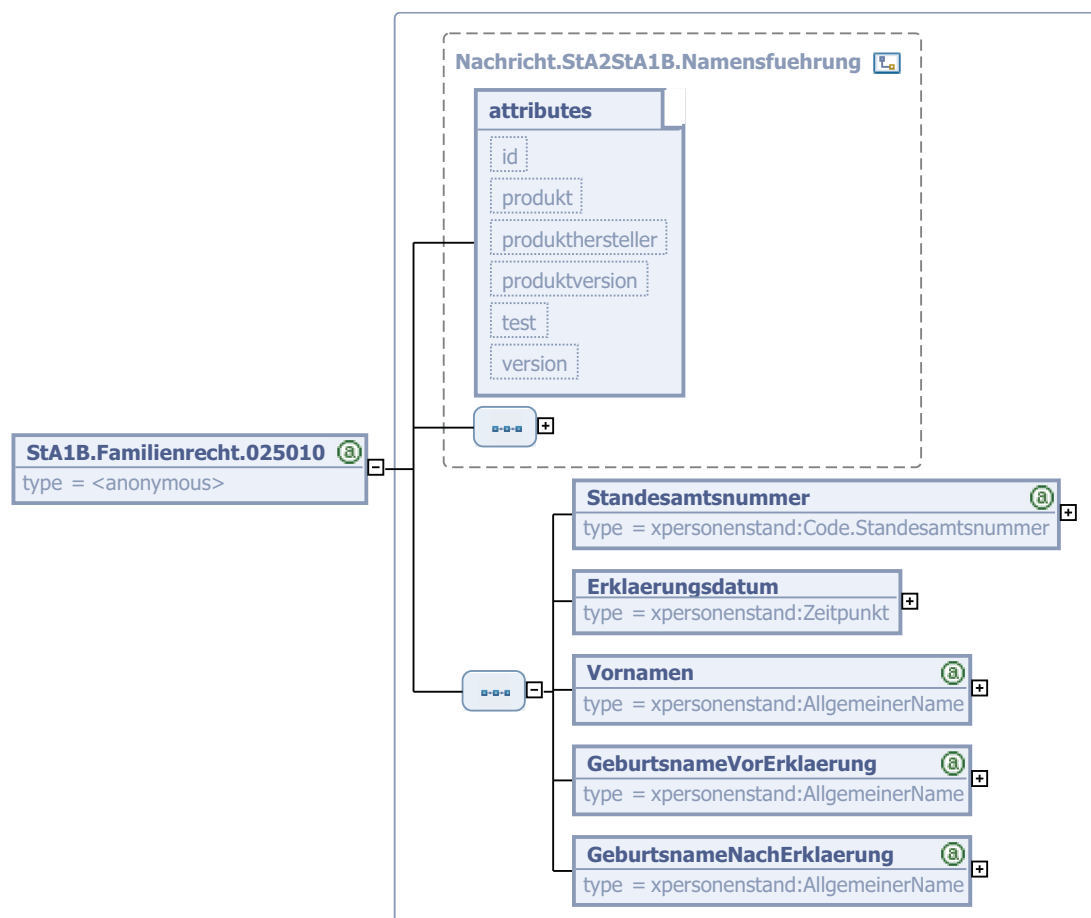 Nachricht.StA2StA1B.Namensfuehrung
attributes
id
produkt
produkthersteller
produktversion
test
version
StA1B.Familienrecht.025010
type = <anonymous>
Standesamtsnummer
type = xpersonenstand:Code.Standesamtsnummer
Erklaerungsdatum
type = xpersonenstand:Zeitpunkt
Vornamen
type = xpersonenstand:AllgemeinerName
GeburtsnameVorErklaerung
type = xpersonenstand:AllgemeinerName
GeburtsnameNachErklaerung
type = xpersonenstand:AllgemeinerName